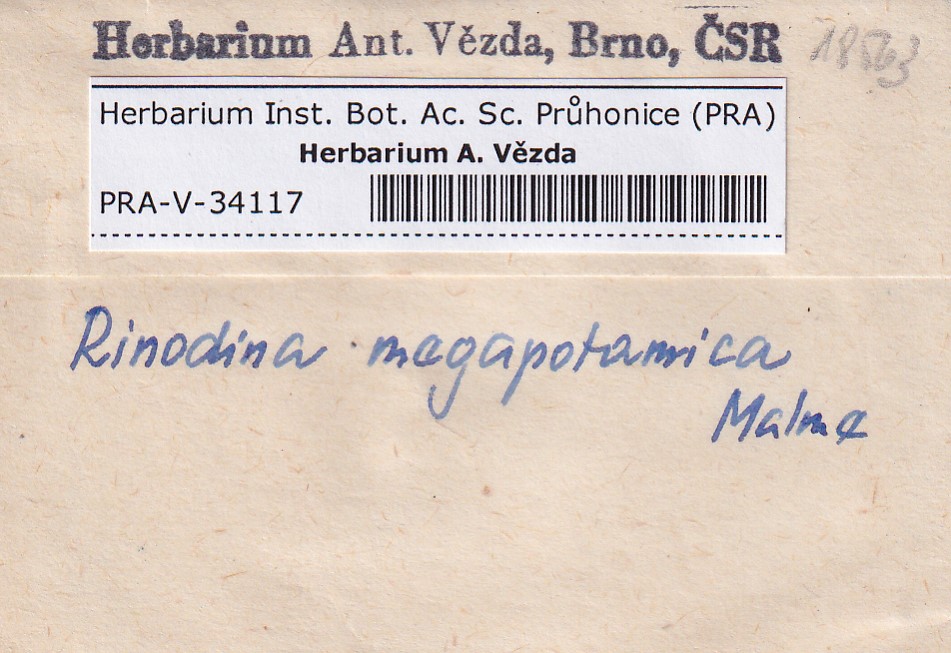 Herbarium Ant. Vězda, Brno, ČSR
Herbarium Inst. Bot. Ac. Sc. Průhonice (PRA)
Herbarium A. Vězda
PRA-V-34117
Rinodina megapotamica
Malme